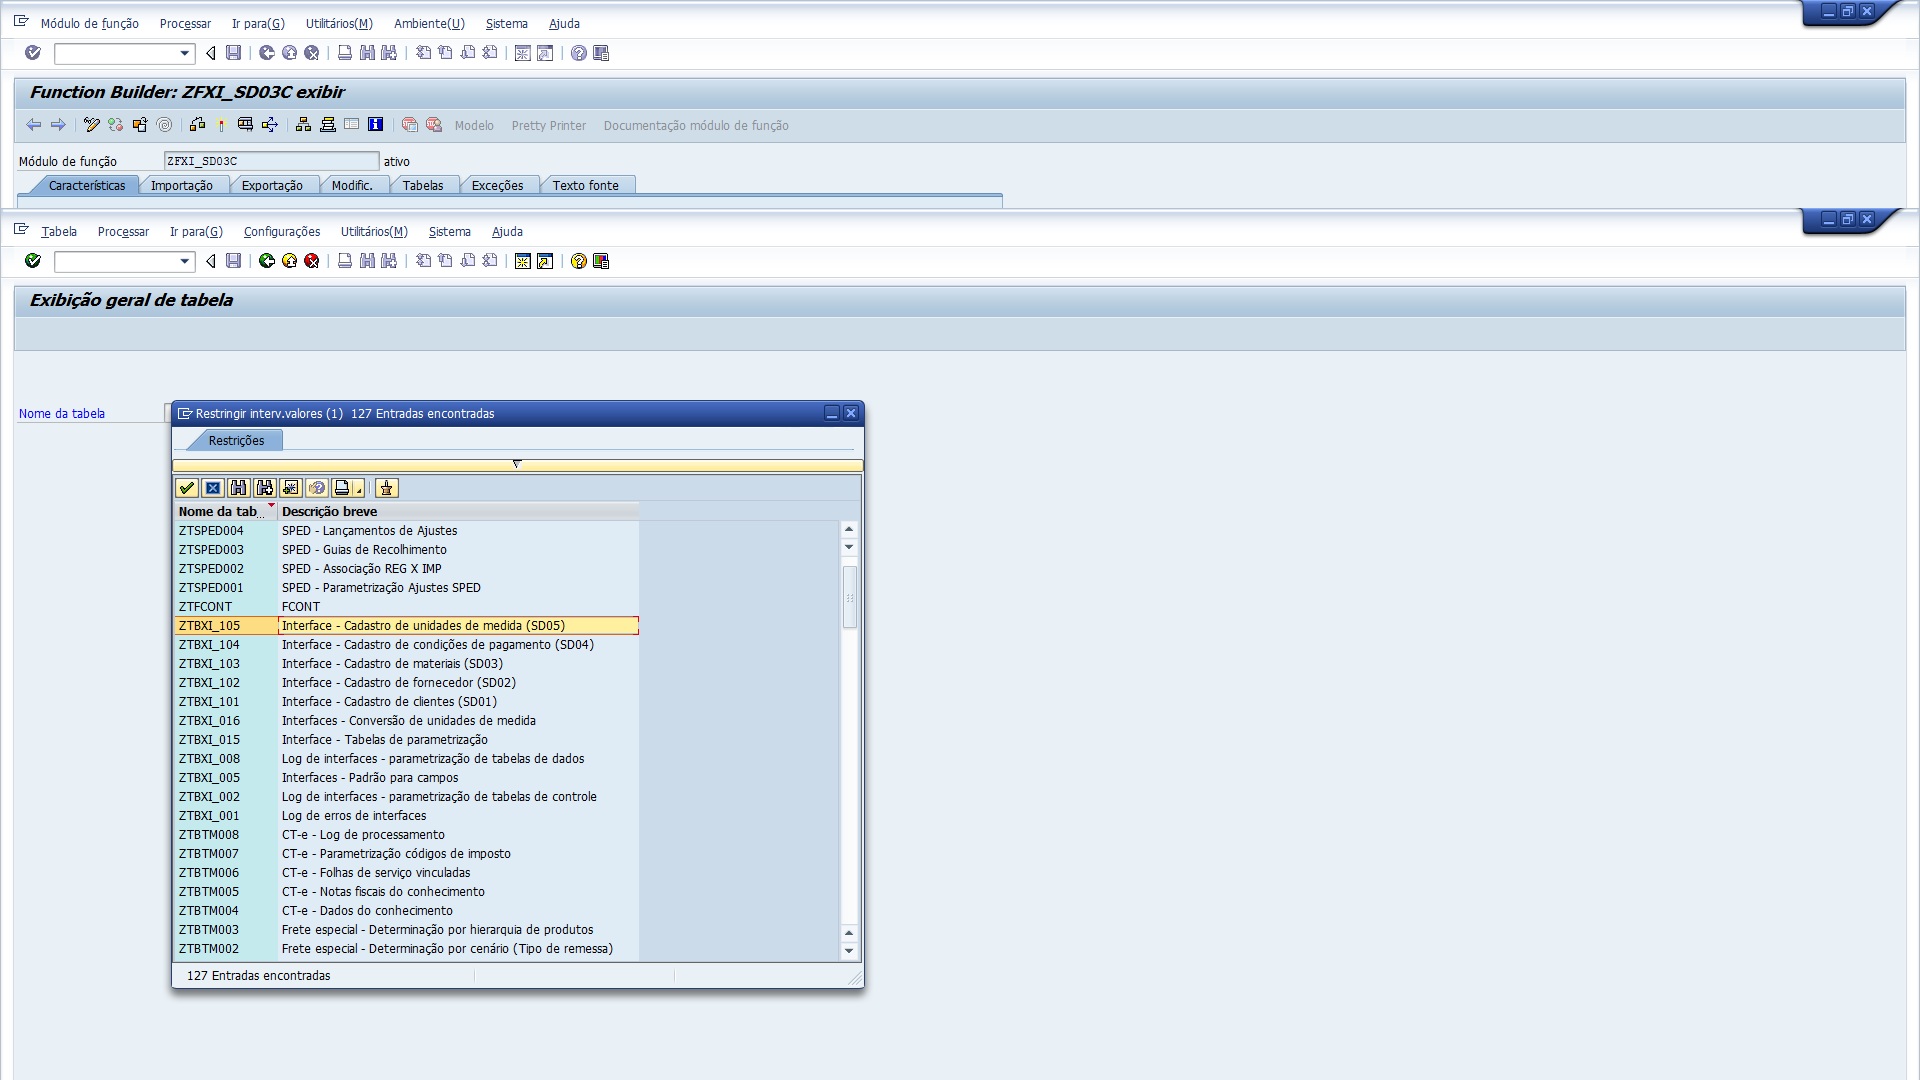 Módulo de função Processar Ir para(G) Utilitários(M) Ambiente(U) Sistema Ajuda
Function Builder: ZFXI_SD03C exibir
Modelo Pretty Printer Documentação módulo de função
Módulo de função ZFXI_SD03C ativo
Características Importação Exportação Modific. Tabelas Exceções Texto fonte
Tabela Processar Ir para(G) Configurações Utilitários(M) Sistema Ajuda
Exibição geral de tabela
Nome da tabela
Restringir interv.valores (1) 127 Entradas encontradas
Restrições
Nome da tab... Descrição breve
ZTSPED004 SPED - Lançamentos de Ajustes
ZTSPED003 SPED - Guias de Recolhimento
ZTSPED002 SPED - Associação REG X IMP
ZTSPED001 SPED - Parametrização Ajustes SPED
ZTFCONT FCONT
ZTBXI_105 Interface - Cadastro de unidades de medida (SD05)
ZTBXI_104 Interface - Cadastro de condições de pagamento (SD04)
ZTBXI_103 Interface - Cadastro de materiais (SD03)
ZTBXI_102 Interface - Cadastro de fornecedor (SD02)
ZTBXI_101 Interface - Cadastro de clientes (SD01)
ZTBXI_016 Interfaces - Conversão de unidades de medida
ZTBXI_015 Interface - Tabelas de parametrização
ZTBXI_008 Log de interfaces - parametrização de tabelas de dados
ZTBXI_005 Interfaces - Padrão para campos
ZTBXI_002 Log de interfaces - parametrização de tabelas de controle
ZTBXI_001 Log de erros de interfaces
ZTBTM008 CT-e - Log de processamento
ZTBTM007 CT-e - Parametrização códigos de imposto
ZTBTM006 CT-e - Folhas de serviço vinculadas
ZTBTM005 CT-e - Notas fiscais do conhecimento
ZTBTM004 CT-e - Dados do conhecimento
ZTBTM003 Frete especial - Determinação por hierarquia de produtos
ZTBTM002 Frete especial - Determinação por cenário (Tipo de remessa)
127 Entradas encontradas